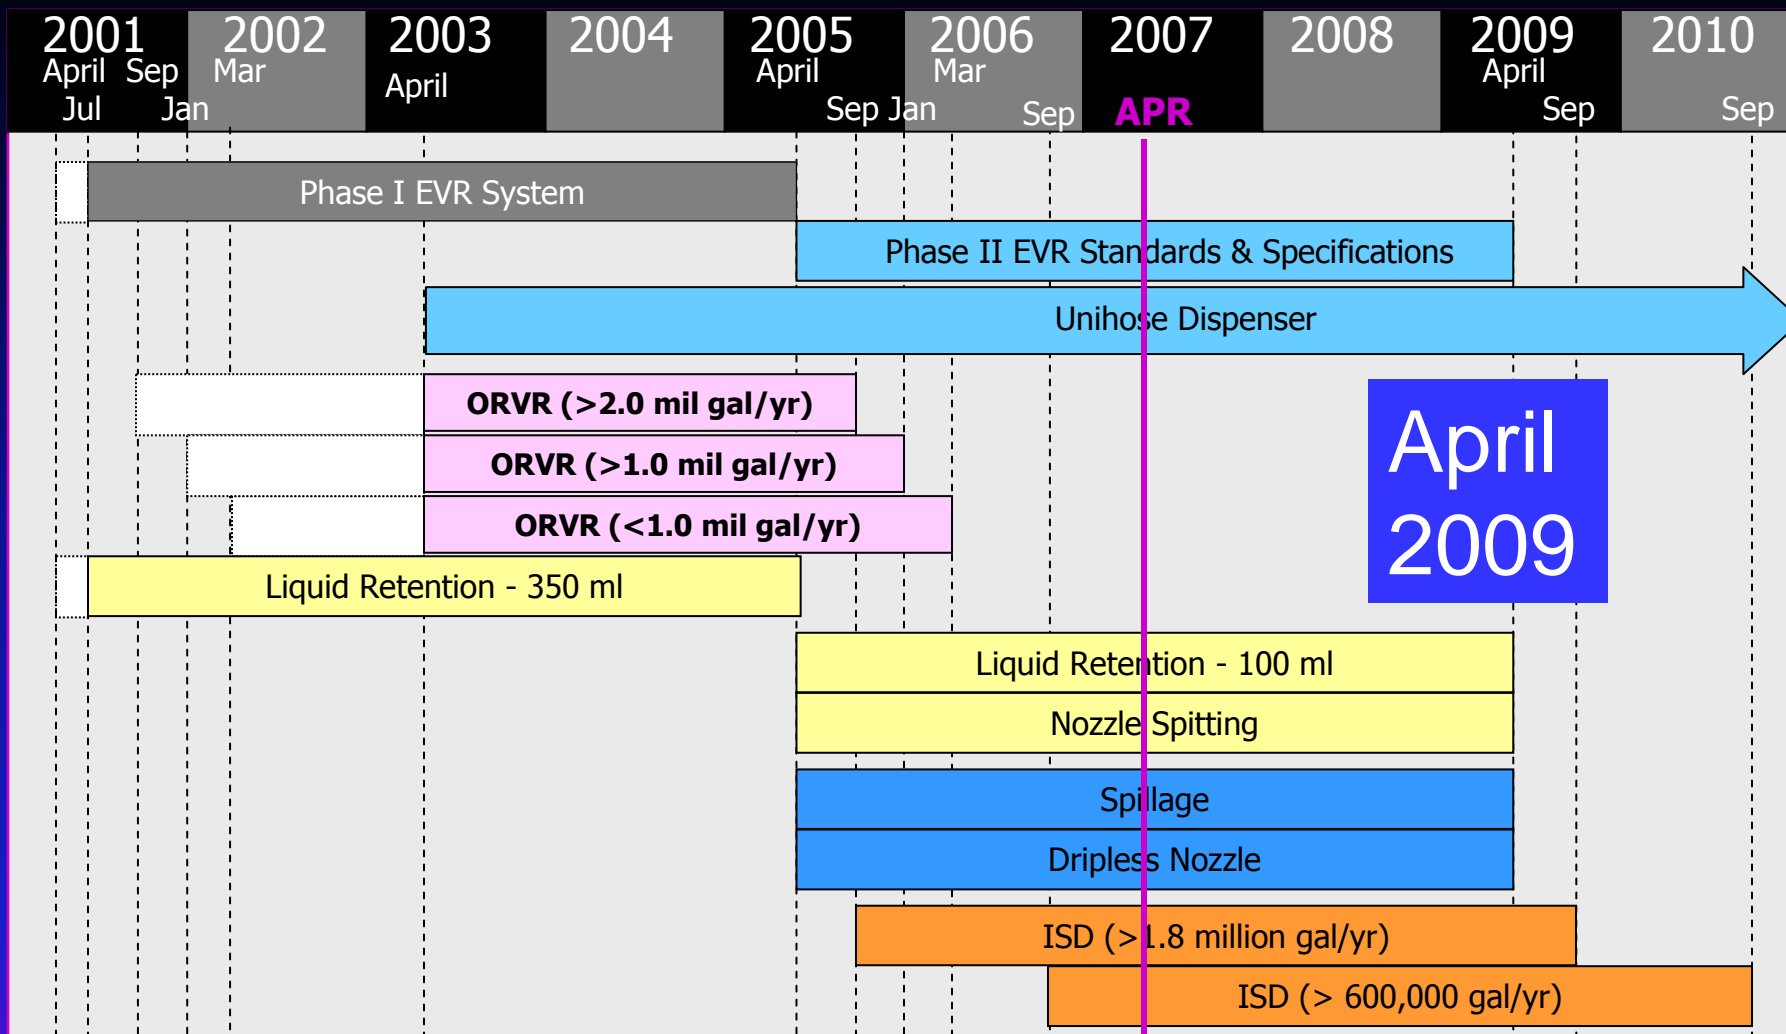 2001 2002 2003 2004 2005 2006 2007 2008 2009 2010
April Sep Mar April April Mar April
Jul Jan Sep Jan Sep APR Sep Sep
Phase I EVR System
Phase II EVR Standards & Specifications
Unihose Dispenser
ORVR (>2.0 mil gal/yr)
ORVR (>1.0 mil gal/yr)
ORVR (<1.0 mil gal/yr)
April
2009
Liquid Retention - 350 ml
Liquid Retention - 100 ml
Nozzle Spitting
Spillage
Dripless Nozzle
ISD (>1.8 million gal/yr)
ISD (> 600,000 gal/yr)